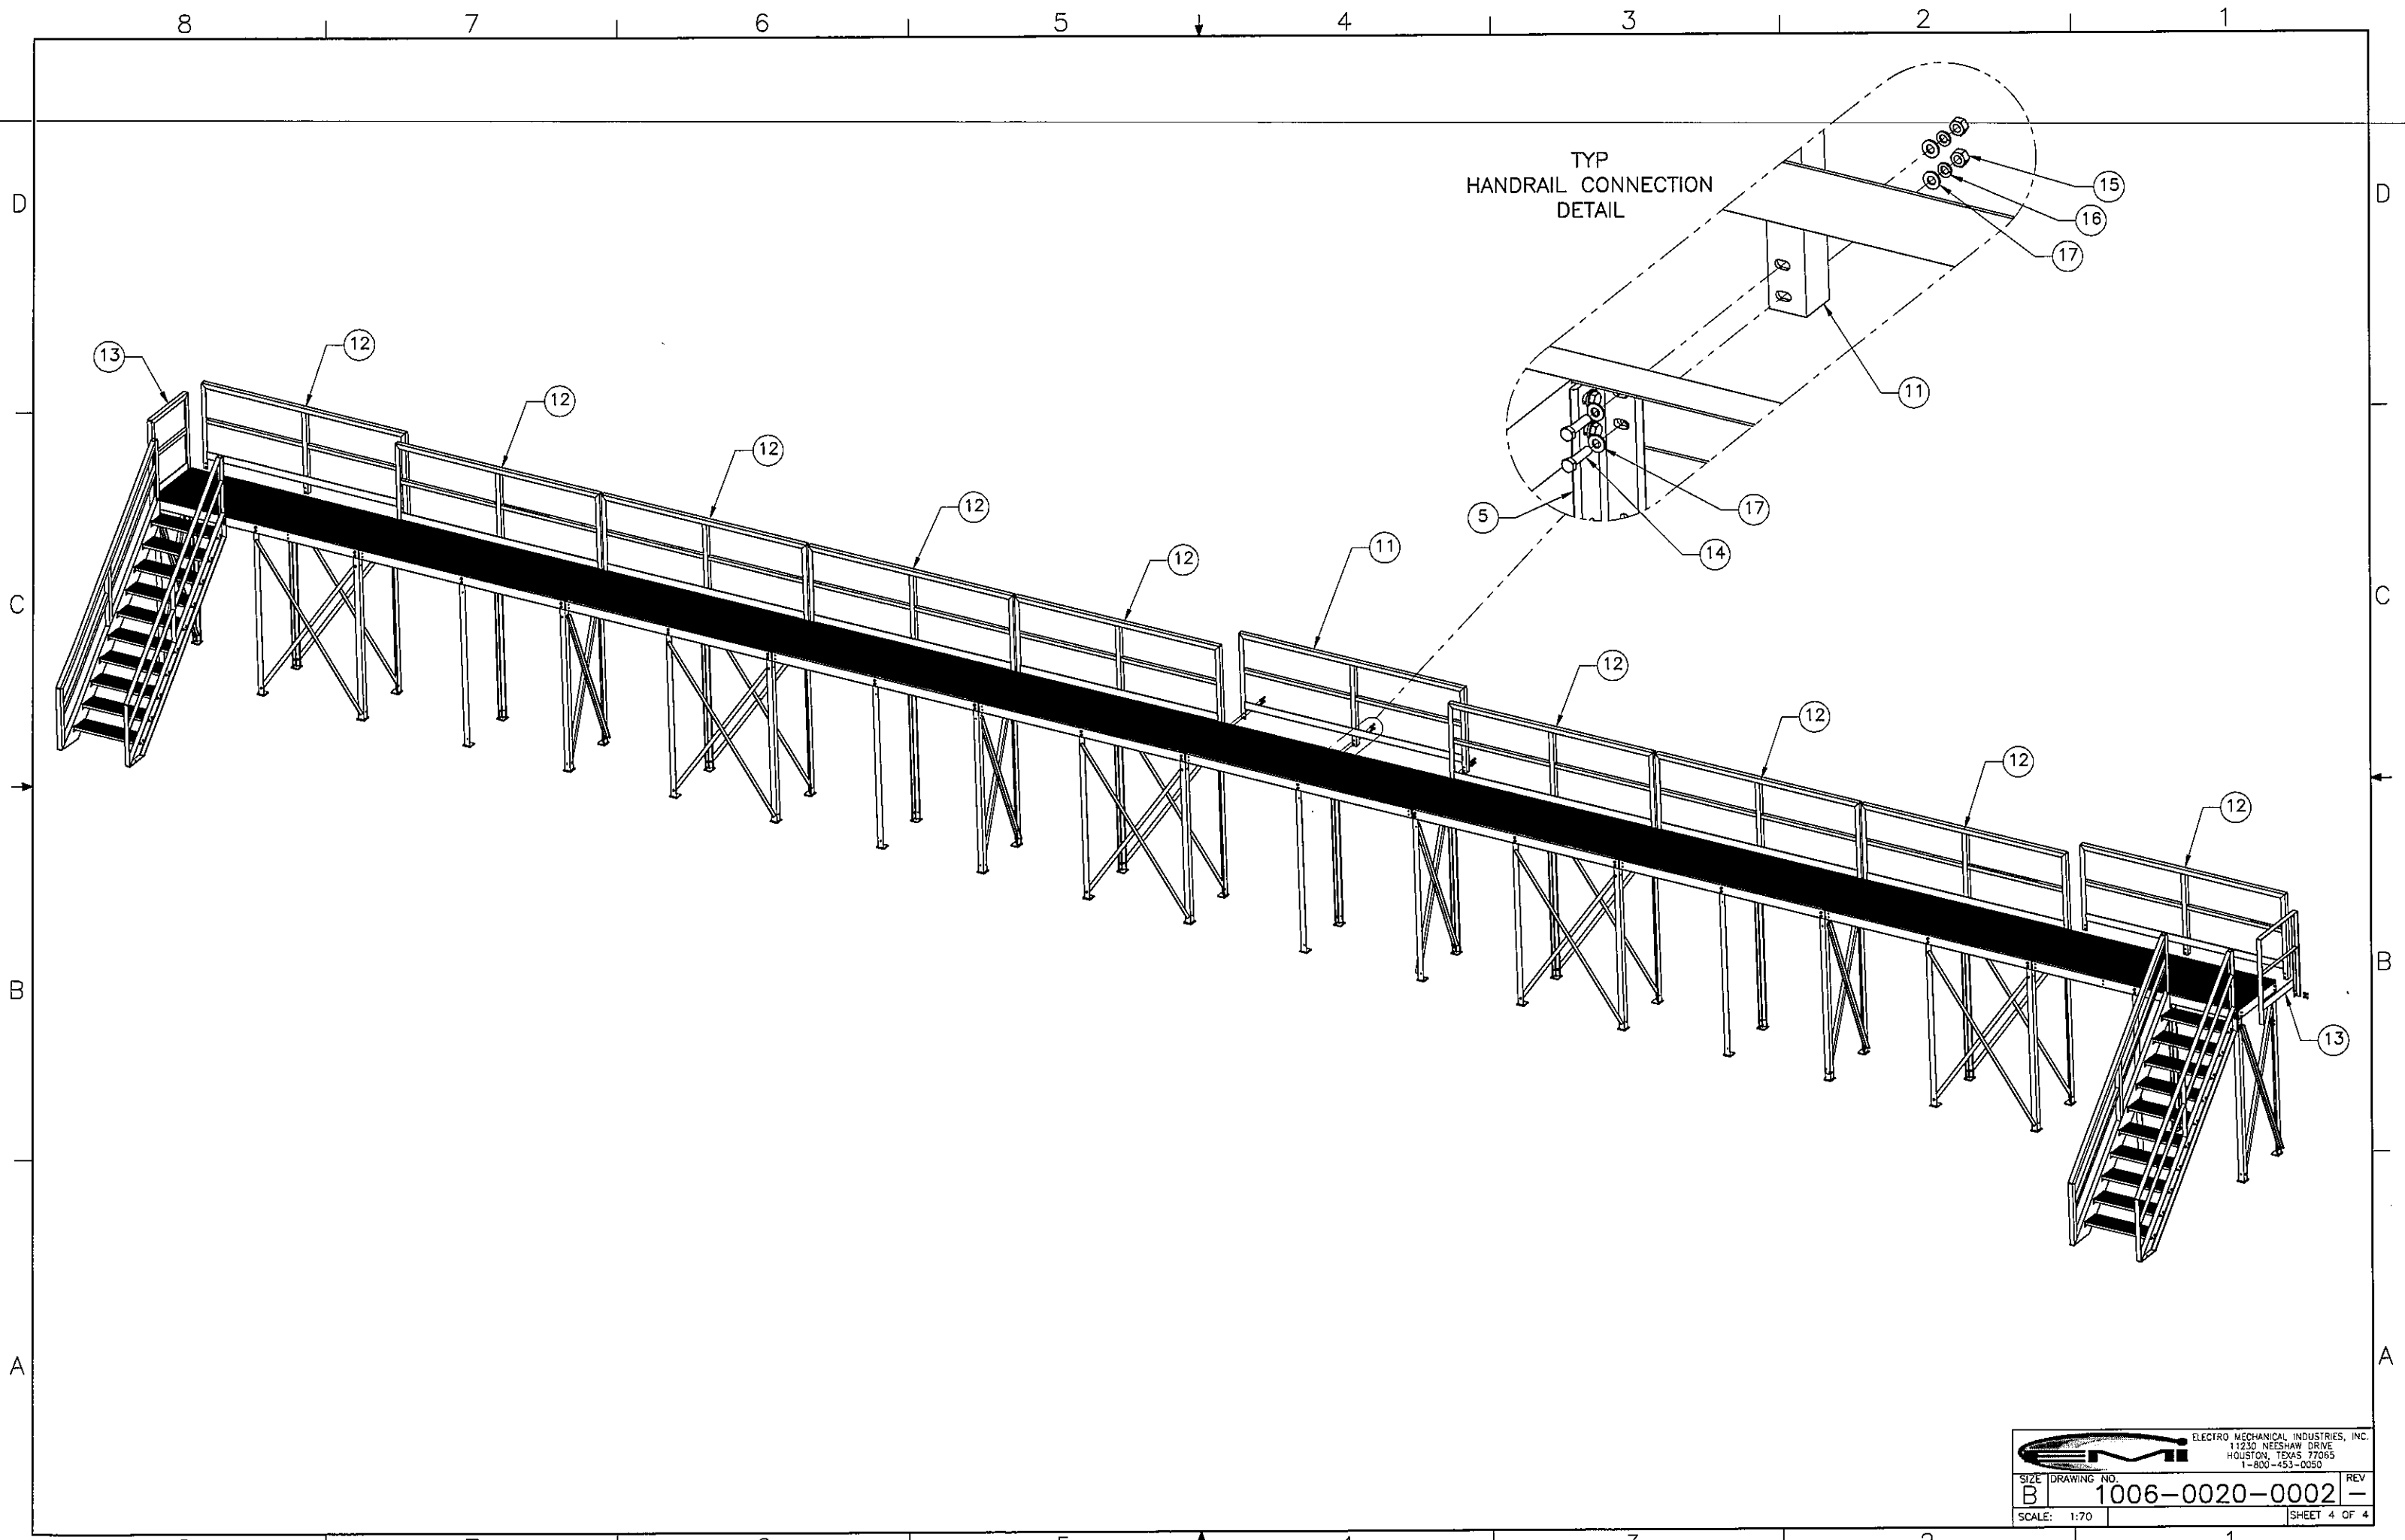 8 7 6 5 4 3 2 1
D
D
TYP
HANDRAIL CONNECTION
DETAIL
15
16
17
11
5
14
17
13
12
12
12
12
12
11
12
12
12
12
13
C
C
B
B
A
A
ELECTRO MECHANICAL INDUSTRIES, INC.
11230 NEESHAW DRIVE
HOUSTON, TEXAS 77065
1-800-453-0050
SIZE DRAWING NO. REV
B 1006-0020-0002 –
SCALE: 1:70 SHEET 4 OF 4